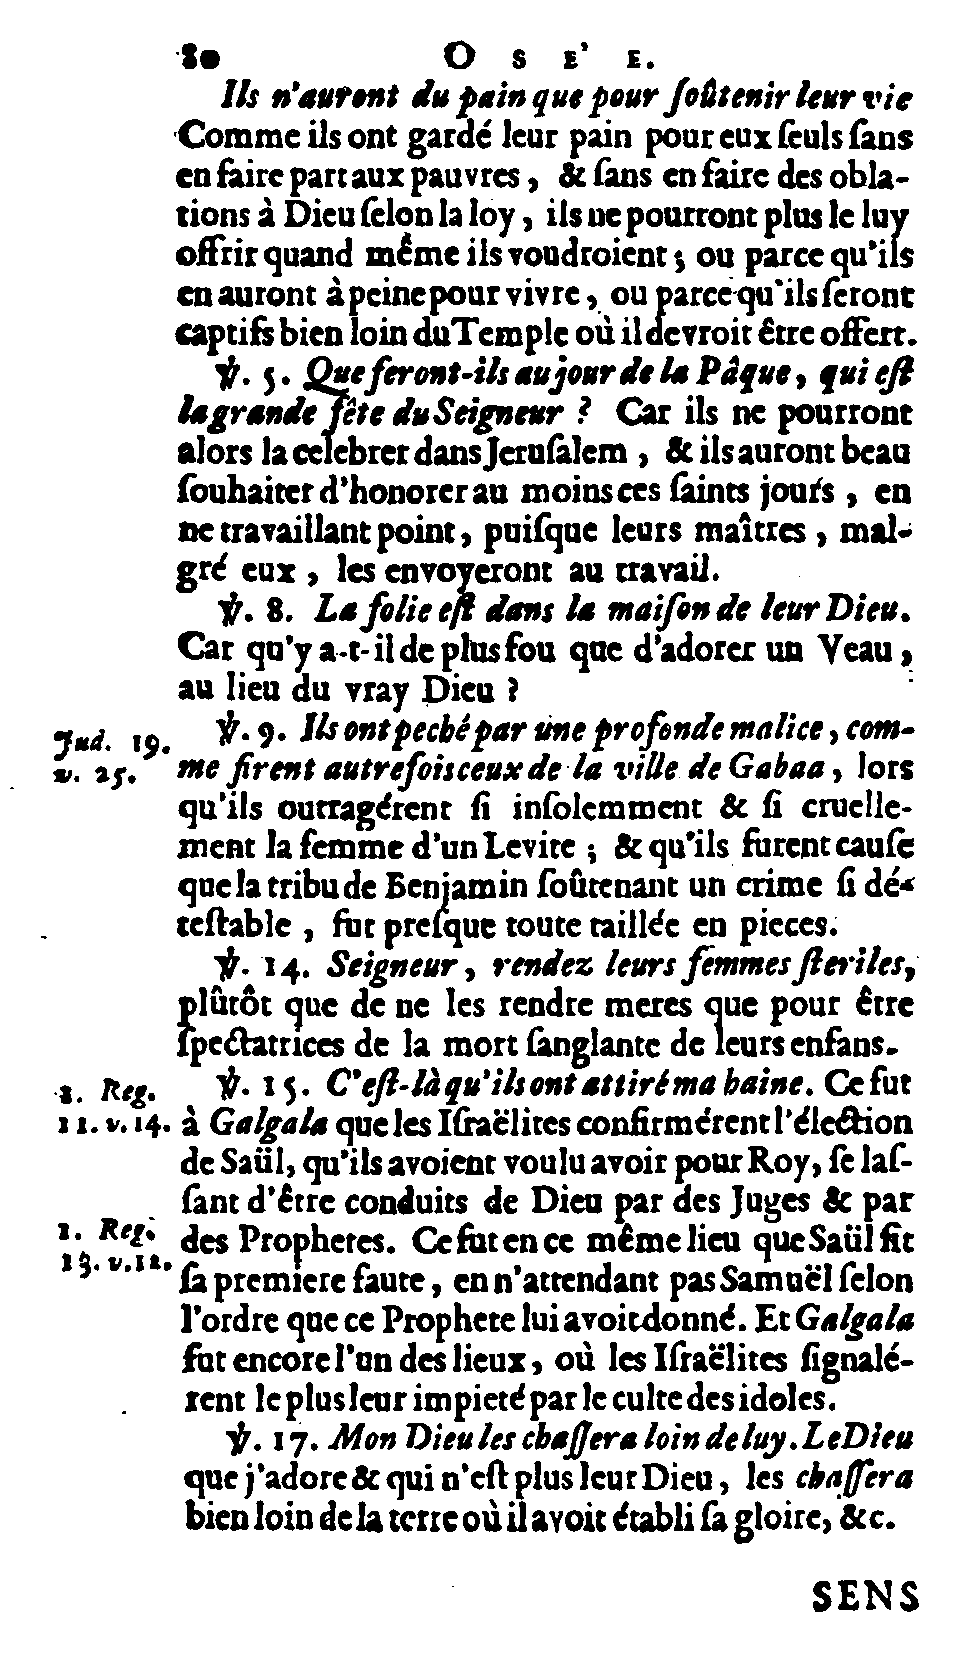 80 OSE'E.
Ils n'auront du pain que pour ſoûtenir leur vie
Comme ils ont gardé leur pain pour eux ſeuls ſans
en faire part aux pauvres, & ſans en faire des obla-
tions à Dieu ſelon la loy, ils ne pourront plus le luy
offrir quand même ils voudroient; ou parce qu'ils
en auront à peine pour vivre, ou parce qu'ils ſeront
captifs bien loin du Temple où il devroit être offert.
℣. 5. Que feront-ils au jour de la Pâque, qui eſt
la grande fête du Seigneur? Car ils ne pourront
alors la celebrer dans Jeruſalem, & ils auront beau
ſouhaiter d'honorer au moins ces ſaints jours, en
ne travaillant point, puiſque leurs maîtres, mal-
gré eux, les envoyeront au travail.
℣. 8. La folie eſt dans la maiſon de leur Dieu.
Car qu'y a-t-il de plus fou que d'adorer un Veau,
au lieu du vray Dieu?
℣. 9. Ils ont peché par une profonde malice, com-
Jud. 19.
v. 25.
me firent autrefois ceux de la ville de Gabaa, lors
qu'ils outragérent ſi inſolemment & ſi cruelle-
ment la femme d'un Levite; & qu'ils furent cauſe
que la tribu de Benjamin ſoûtenant un crime ſi dé-
teſtable, fut preſque toute taillée en pieces.
℣. 14. Seigneur, rendez leurs femmes ſteriles,
plûtôt que de ne les rendre meres que pour être
ſpectatrices de la mort ſanglante de leurs enfans.
℣. 15. C'eſt-là qu'ils ont attiré ma haine. Ce fut
1. Reg.
11. v. 14.
à Galgala que les Iſraëlites confirmérent l'élection
de Saül, qu'ils avoient voulu avoir pour Roy, ſe laſ-
ſant d'être conduits de Dieu par des Juges & par
des Prophetes. Ce fut en ce même lieu que Saül fit
1. Reg.
13. v. 12.
ſa premiere faute, en n'attendant pas Samuël ſelon
l'ordre que ce Prophete lui avoit donné. Et Galgala
fut encore l'un des lieux, où les Iſraëlites ſignalé-
rent le plus leur impieté par le culte des idoles.
℣. 17. Mon Dieu les chaſſera loin de luy. Le Dieu
que j'adore & qui n'eſt plus leur Dieu, les chaſſera
bien loin de la terre où il avoit établi ſa gloire, &c.
SENS